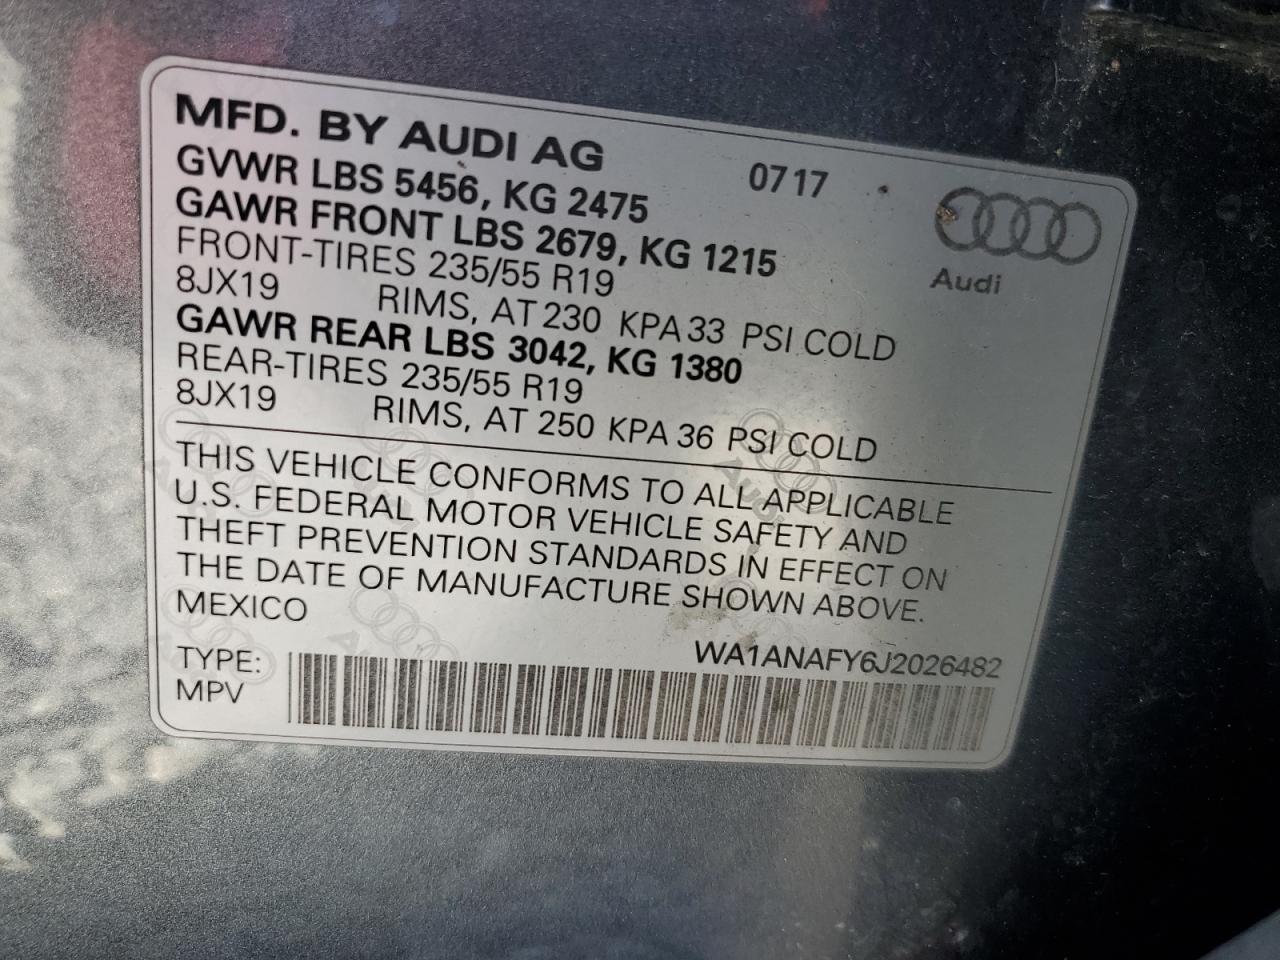 MFD. BY AUDI AG 0717
GVWR LBS 5456, KG 2475
GAWR FRONT LBS 2679, KG 1215
Audi
FRONT-TIRES 235/55 R19
8JX19 RIMS, AT 230 KPA 33 PSI COLD
GAWR REAR LBS 3042, KG 1380
REAR-TIRES 235/55 R19
8JX19 RIMS, AT 250 KPA 36 PSI COLD
THIS VEHICLE CONFORMS TO ALL APPLICABLE
U.S. FEDERAL MOTOR VEHICLE SAFETY AND
THEFT PREVENTION STANDARDS IN EFFECT ON
THE DATE OF MANUFACTURE SHOWN ABOVE.
MEXICO
WA1ANAFY6J2026482
TYPE:
MPV